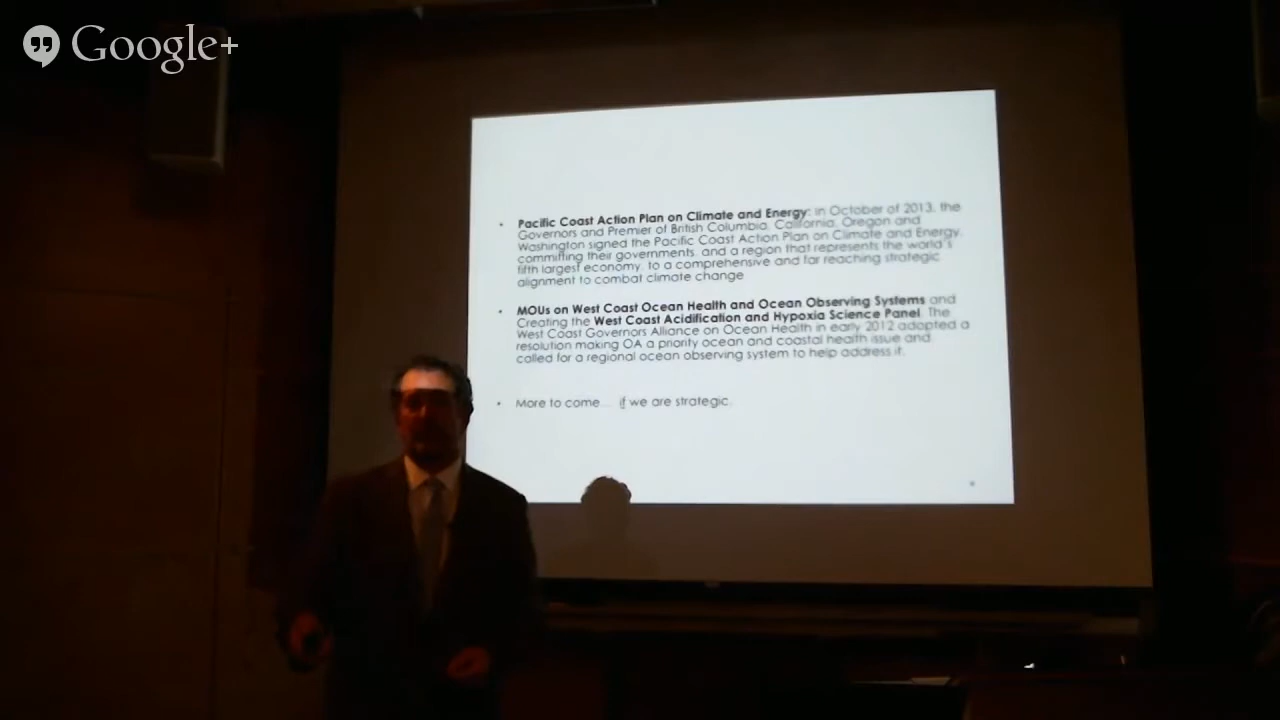 Google+
• Pacific Coast Action Plan on Climate and Energy: in October of 2013, the
Governors and Premier of British Columbia, California, Oregon and
Washington signed the Pacific Coast Action Plan on Climate and Energy,
committing their governments, and a region that represents the world's
fifth largest economy, to a comprehensive and far reaching strategic
alignment to combat climate change
• MOUs on West Coast Ocean Health and Ocean Observing Systems and
Creating the West Coast Acidification and Hypoxia Science Panel. The
West Coast Governors Alliance on Ocean Health in early 2012 adopted a
resolution making OA a priority ocean and coastal health issue and
called for a regional ocean observing system to help address it.
• More to come... if we are strategic.